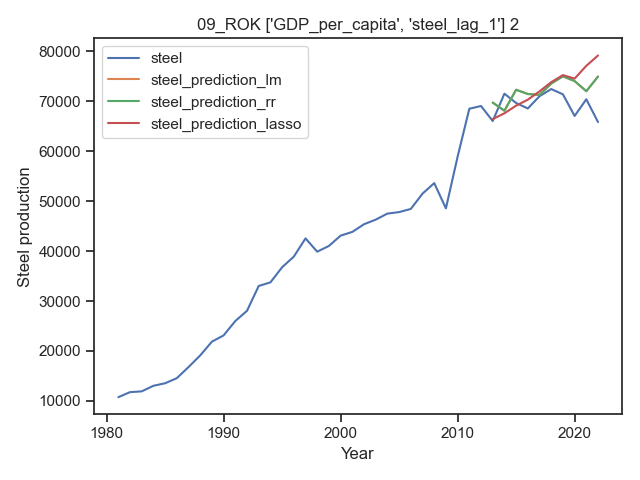 09_ROK ['GDP_per_capita', 'steel_lag_1'] 2
steel
steel_prediction_lm
steel_prediction_rr
steel_prediction_lasso
80000
70000
60000
50000
40000
30000
20000
10000
Steel production
1980
1990
2000
2010
2020
Year